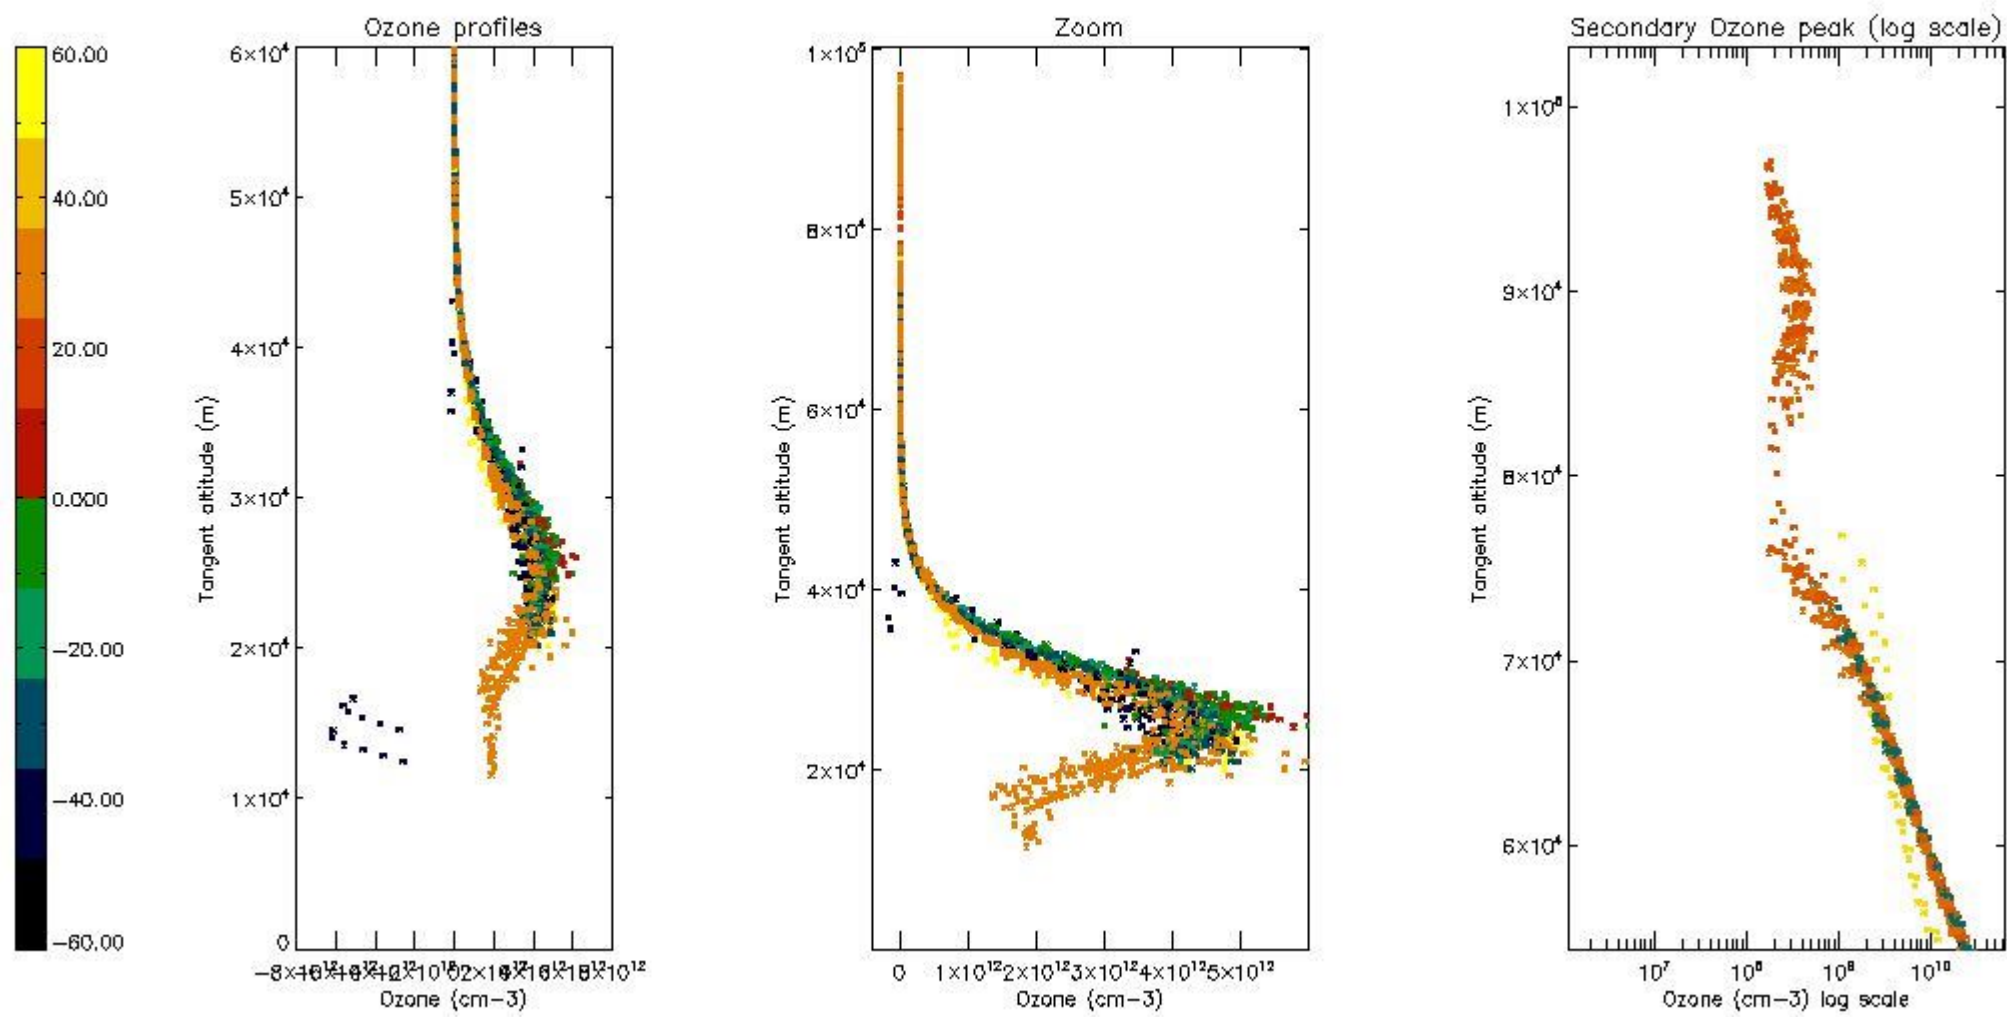 Ozone profiles
Zoom
Secondary Ozone peak (log scale)
60.00
40.00
20.00
0.000
-20.00
-40.00
-60.00
6×10⁴
5×10⁴
4×10⁴
3×10⁴
2×10⁴
1×10⁴
0
Tangent altitude (m)
Ozone (cm-3)
1×10⁵
8×10⁴
6×10⁴
4×10⁴
2×10⁴
Tangent altitude (m)
0 1×10¹² 2×10¹² 3×10¹² 4×10¹² 5×10¹²
Ozone (cm-3)
9×10⁴
8×10⁴
7×10⁴
6×10⁴
Tangent altitude (m)
10⁷ 10⁸ 10⁹ 10¹⁰
Ozone (cm-3) log scale